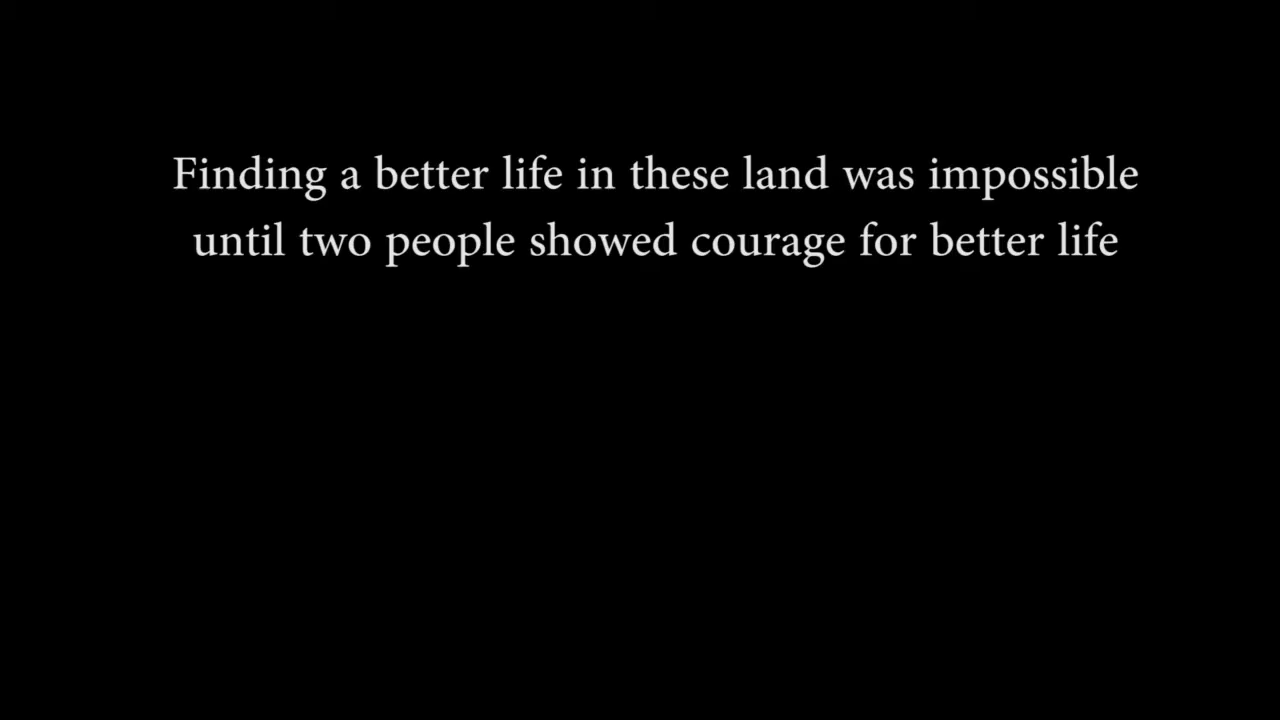 Finding a better life in these land was impossible
until two people showed courage for better life